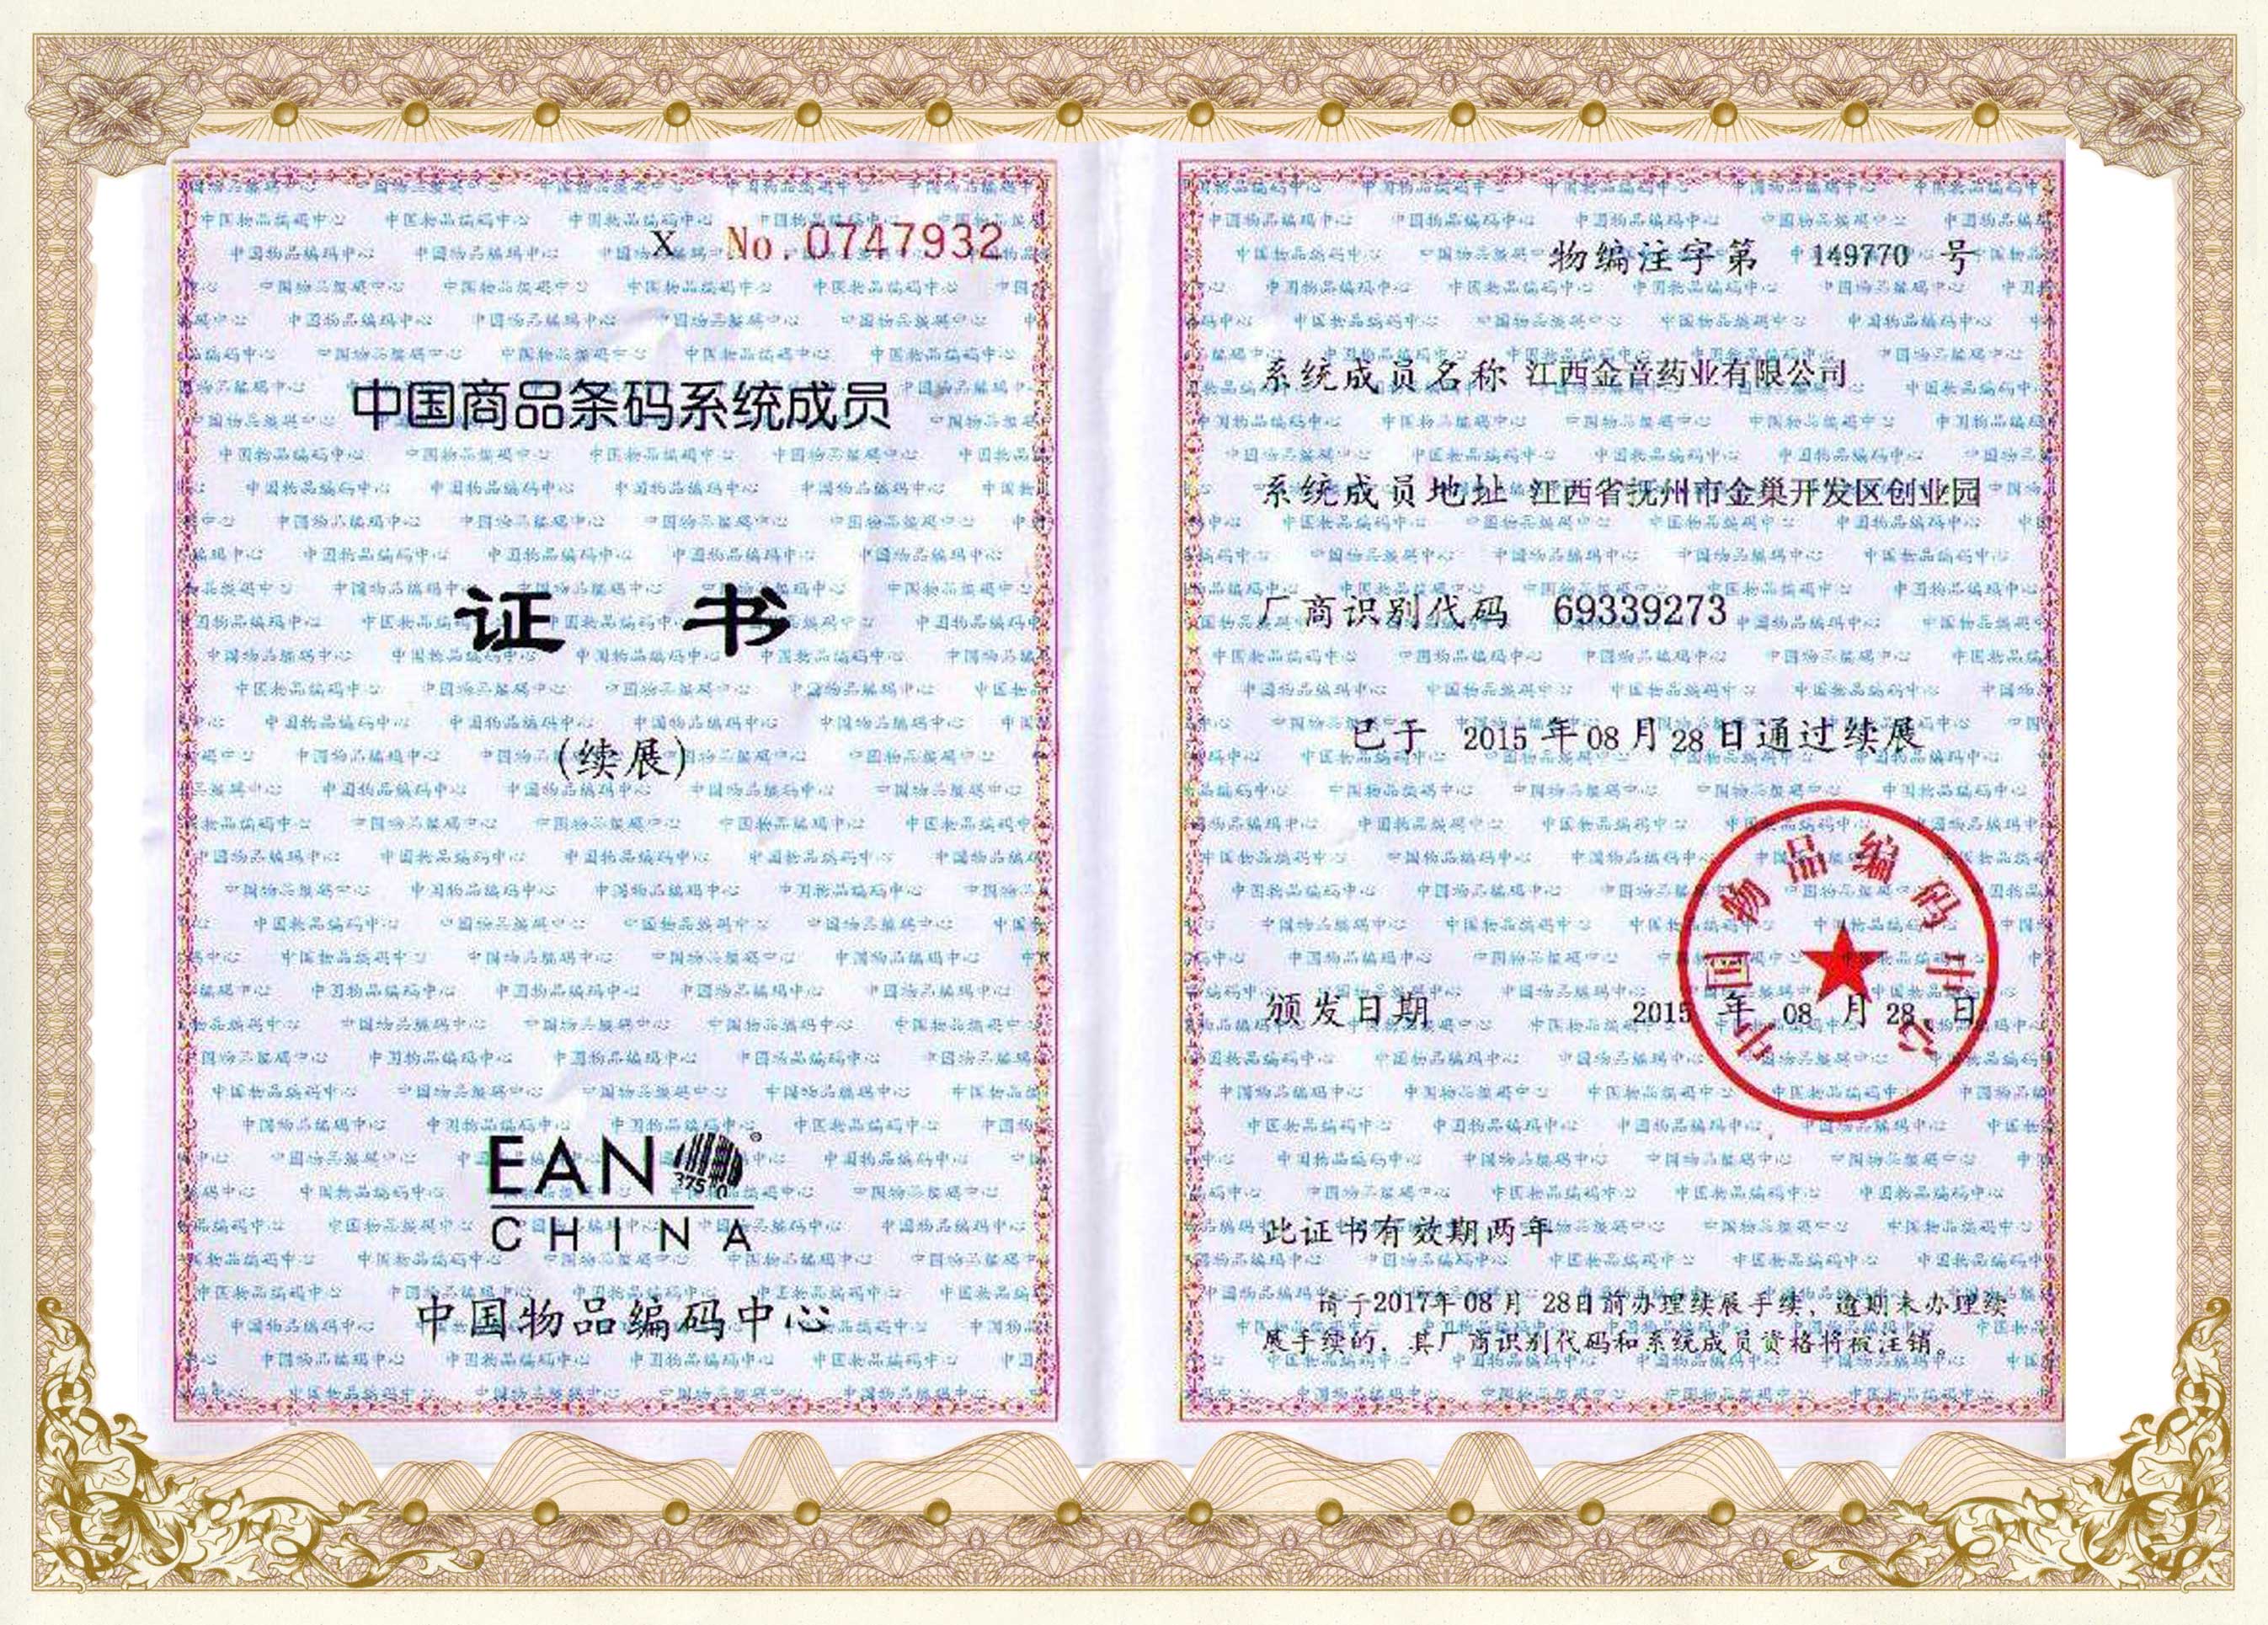 X No.0747932
中国商品条码系统成员
证 书
(续展)
EAN
CHINA
中国物品编码中心
物编注字第 149770 号
系统成员名称 江西金音药业有限公司
系统成员地址 江西省抚州市金巢开发区创业园
厂商识别代码 69339273
已于 2015 年 08 月 28 日通过续展
中国物品编码中心
颁发日期 2015 年 08 月 28 日
此证书有效期两年
请于2017年08月 28日前办理续展手续，逾期未办理续
展手续的，其厂商识别代码和系统成员资格将被注销。